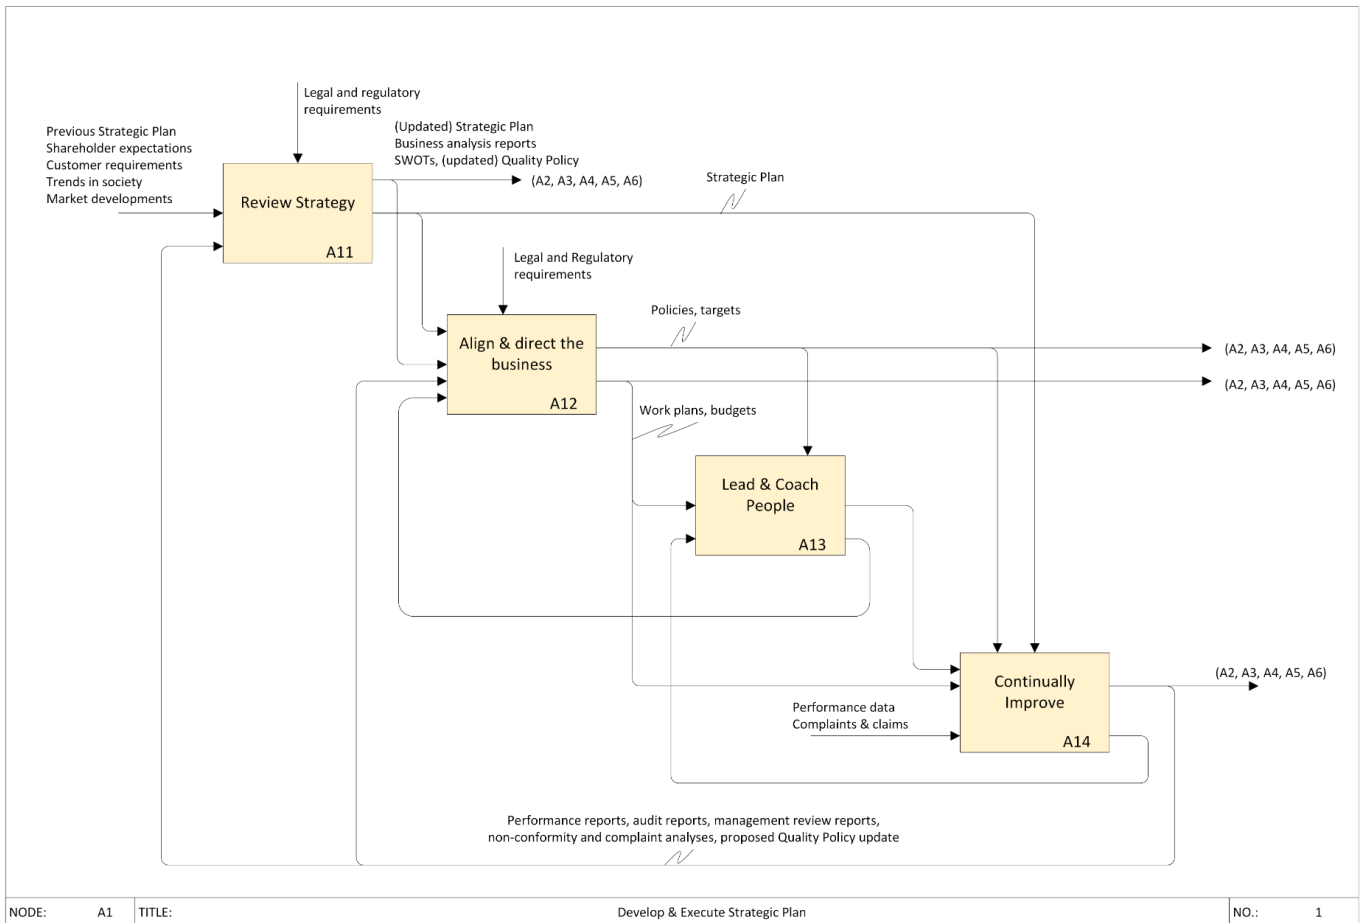 Legal and regulatory
requirements
Previous Strategic Plan
Shareholder expectations
Customer requirements
Trends in society
Market developments
(Updated) Strategic Plan
Business analysis reports
SWOTs, (updated) Quality Policy
(A2, A3, A4, A5, A6)
Strategic Plan
Review Strategy
A11
Legal and Regulatory
requirements
Policies, targets
Align & direct the
business
A12
(A2, A3, A4, A5, A6)
(A2, A3, A4, A5, A6)
Work plans, budgets
Lead & Coach
People
A13
Continually
Improve
A14
(A2, A3, A4, A5, A6)
Performance data
Complaints & claims
Performance reports, audit reports, management review reports,
non-conformity and complaint analyses, proposed Quality Policy update
NODE: A1 TITLE: Develop & Execute Strategic Plan NO.: 1